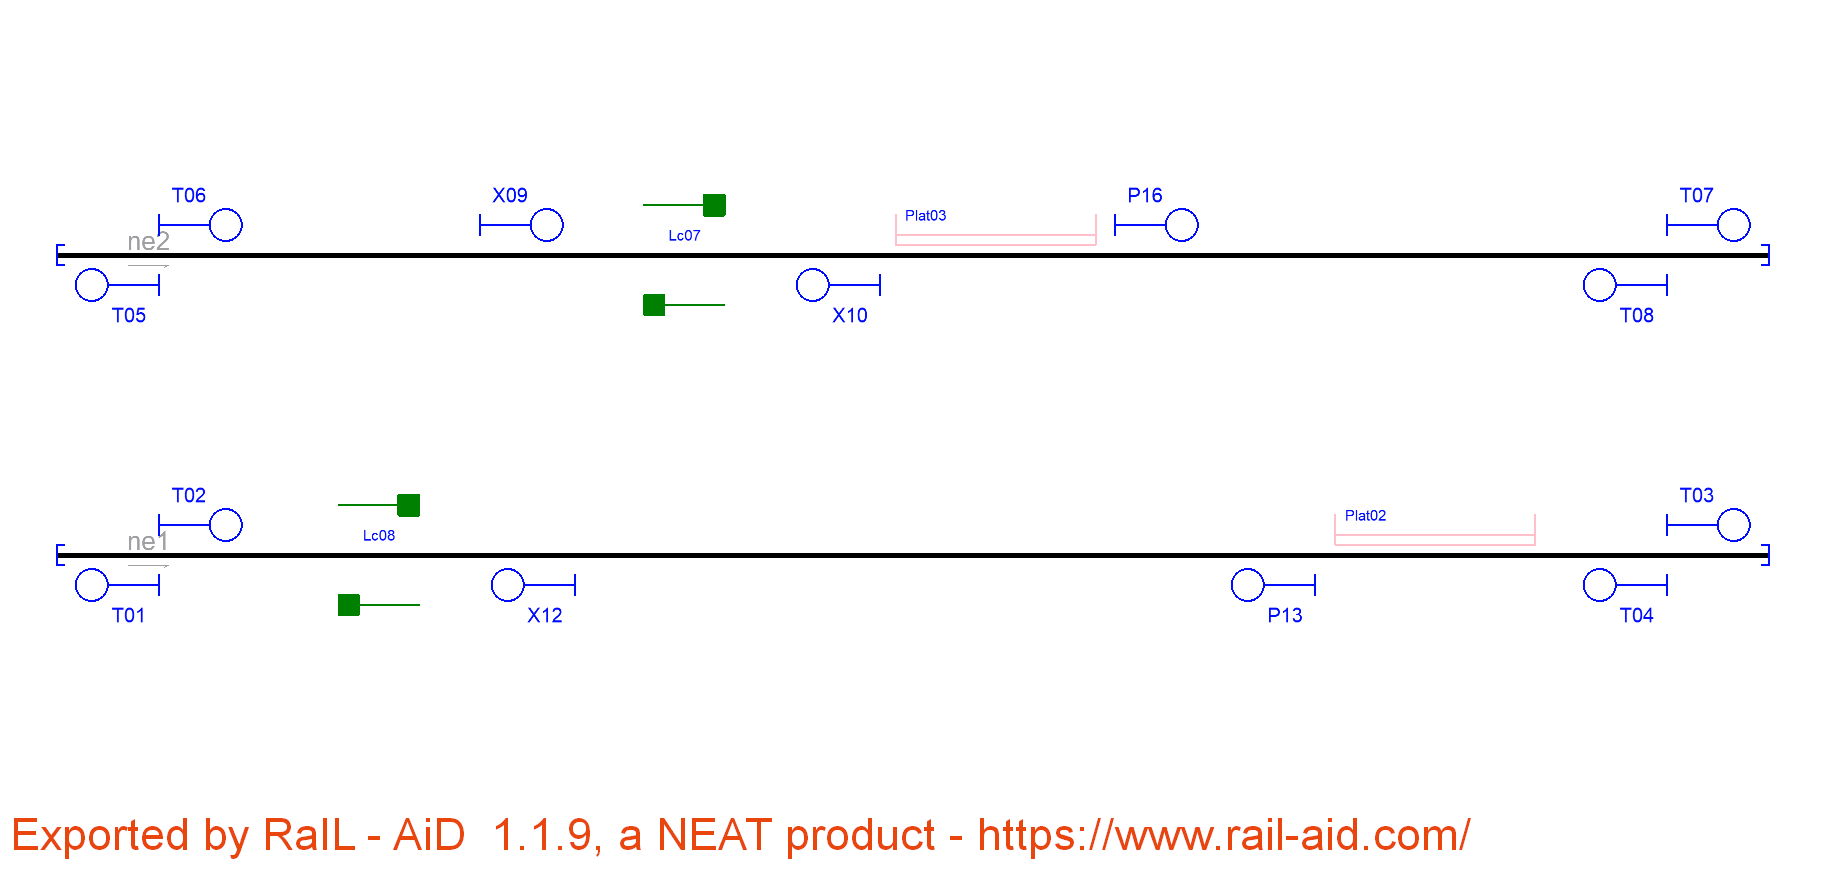 T06 X09 P16 T07
Lc07 Plat03
ne2
T05 X10 T08
T02 T03
Lc08 Plat02
ne1
T01 X12 P13 T04
Exported by RaIL - AiD  1.1.9, a NEAT product - https://www.rail-aid.com/